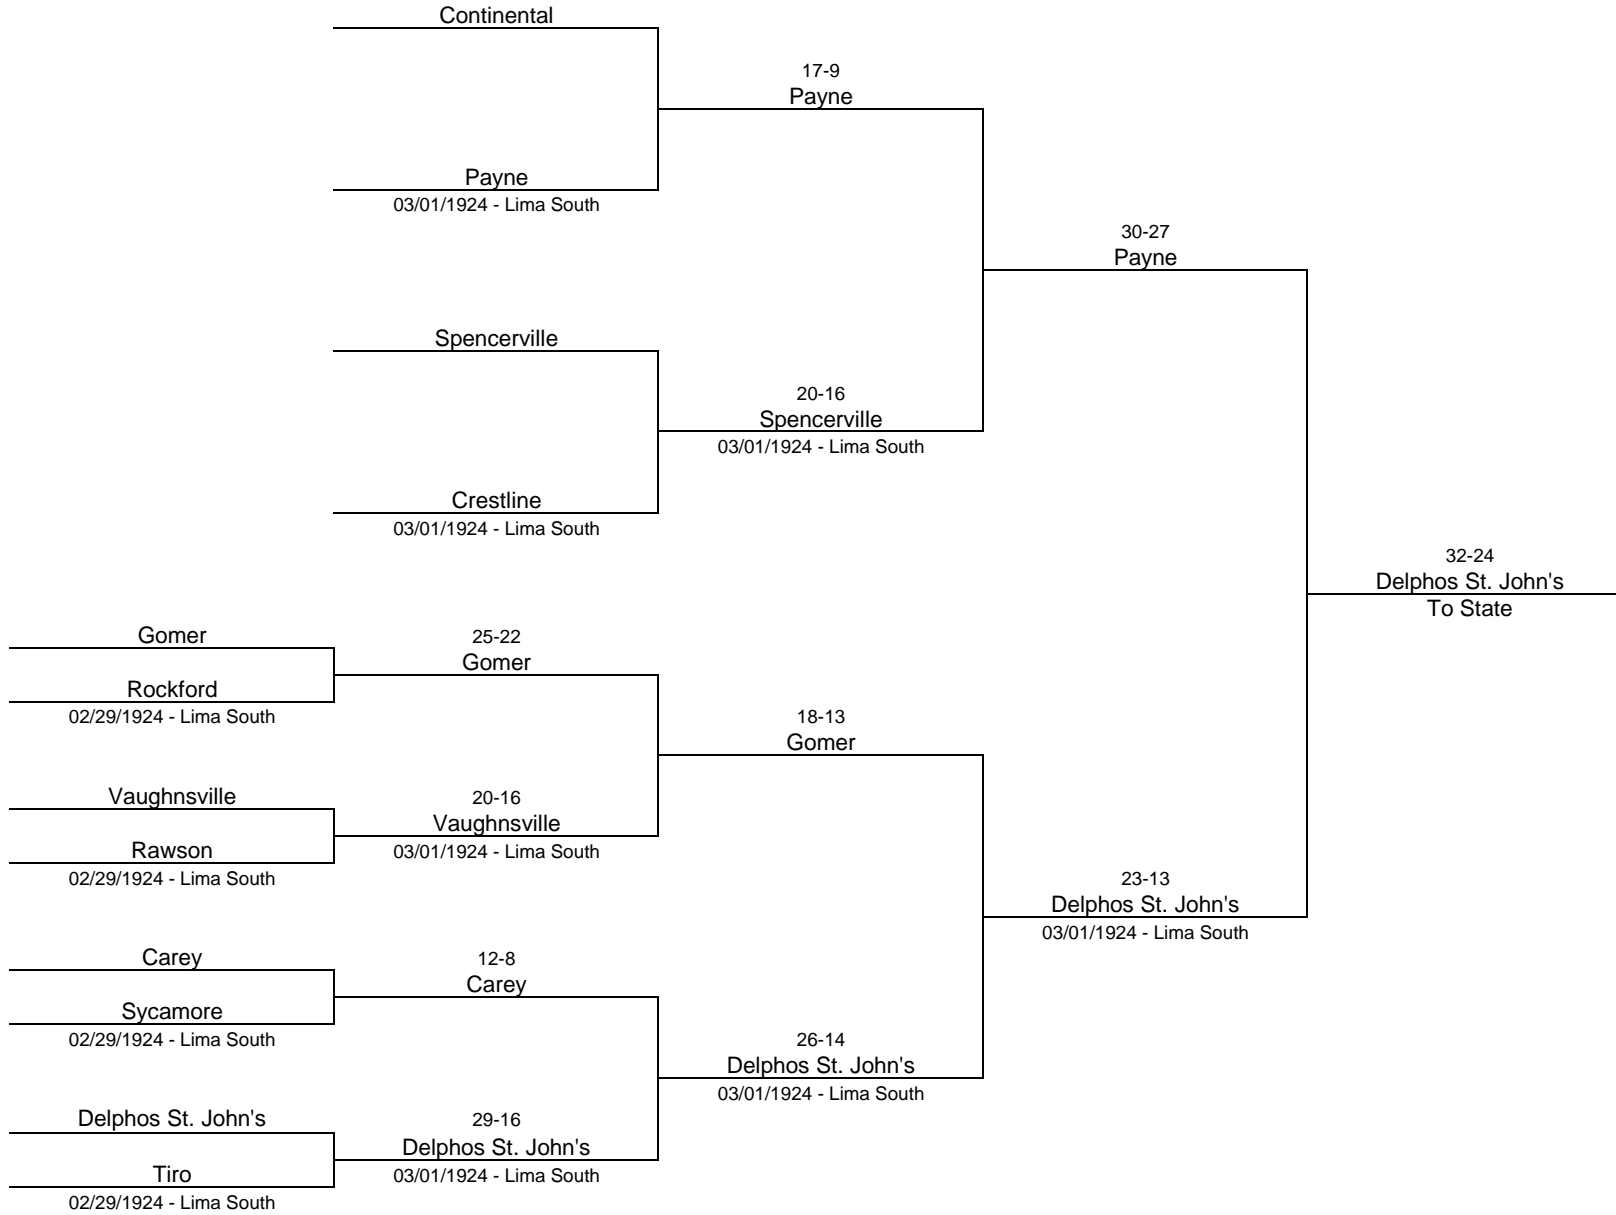 Continental
17-9
Payne
Payne
03/01/1924 - Lima South
30-27
Payne
Spencerville
20-16
Spencerville
03/01/1924 - Lima South
Crestline
03/01/1924 - Lima South
32-24
Delphos St. John's
To State
Gomer
25-22
Gomer
Rockford
02/29/1924 - Lima South
18-13
Gomer
Vaughnsville
20-16
Vaughnsville
03/01/1924 - Lima South
Rawson
02/29/1924 - Lima South
23-13
Delphos St. John's
03/01/1924 - Lima South
Carey
12-8
Carey
Sycamore
02/29/1924 - Lima South
26-14
Delphos St. John's
03/01/1924 - Lima South
Delphos St. John's
29-16
Delphos St. John's
03/01/1924 - Lima South
Tiro
02/29/1924 - Lima South